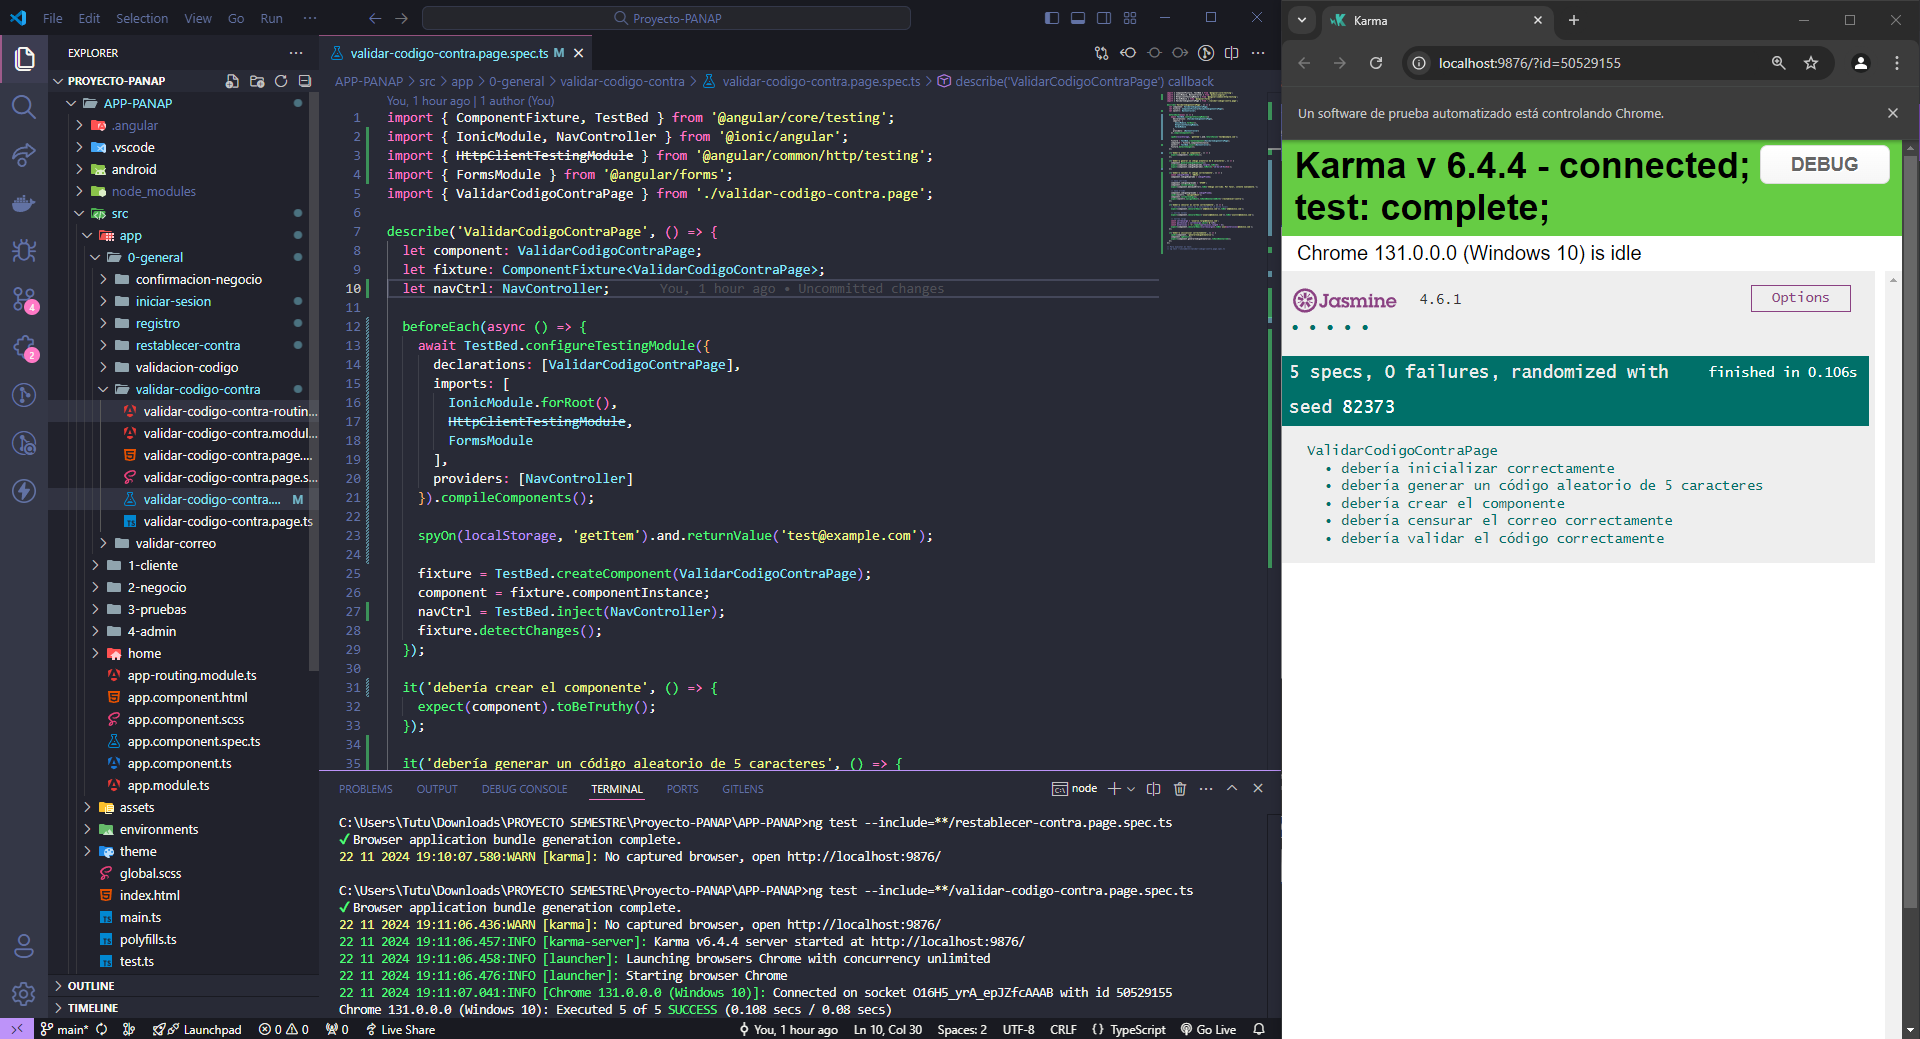 File Edit Selection View Go Run ···
Proyecto-PANAP
EXPLORER
PROYECTO-PANAP
APP-PANAP
.angular
.vscode
android
node_modules
src
app
0-general
confirmacion-negocio
iniciar-sesion
registro
restablecer-contra
validacion-codigo
validar-codigo-contra
validar-codigo-contra-routin...
validar-codigo-contra.modul...
validar-codigo-contra.page....
validar-codigo-contra.page.s...
validar-codigo-contra.... M
validar-codigo-contra.page.ts
validar-correo
1-cliente
2-negocio
3-pruebas
4-admin
home
app-routing.module.ts
app.component.html
app.component.scss
app.component.spec.ts
app.component.ts
app.module.ts
assets
environments
theme
global.scss
index.html
main.ts
polyfills.ts
test.ts
OUTLINE
TIMELINE
4
2
validar-codigo-contra.page.spec.ts M
APP-PANAP > src > app > 0-general > validar-codigo-contra > validar-codigo-contra.page.spec.ts > describe('ValidarCodigoContraPage') callback
You, 1 hour ago | 1 author (You)
1 import { ComponentFixture, TestBed } from '@angular/core/testing';
2 import { IonicModule, NavController } from '@ionic/angular';
3 import { HttpClientTestingModule } from '@angular/common/http/testing';
4 import { FormsModule } from '@angular/forms';
5 import { ValidarCodigoContraPage } from './validar-codigo-contra.page';
6
7 describe('ValidarCodigoContraPage', () => {
8 let component: ValidarCodigoContraPage;
9 let fixture: ComponentFixture<ValidarCodigoContraPage>;
10 let navCtrl: NavController; You, 1 hour ago • Uncommitted changes
11
12 beforeEach(async () => {
13 await TestBed.configureTestingModule({
14 declarations: [ValidarCodigoContraPage],
15 imports: [
16 IonicModule.forRoot(),
17 HttpClientTestingModule,
18 FormsModule
19 ],
20 providers: [NavController]
21 }).compileComponents();
22
23 spyOn(localStorage, 'getItem').and.returnValue('test@example.com');
24
25 fixture = TestBed.createComponent(ValidarCodigoContraPage);
26 component = fixture.componentInstance;
27 navCtrl = TestBed.inject(NavController);
28 fixture.detectChanges();
29 });
30
31 it('debería crear el componente', () => {
32 expect(component).toBeTruthy();
33 });
34
35 it('debería generar un código aleatorio de 5 caracteres', () => {
PROBLEMS OUTPUT DEBUG CONSOLE TERMINAL PORTS GITLENS
node
C:\Users\Tutu\Downloads\PROYECTO SEMESTRE\Proyecto-PANAP\APP-PANAP>ng test --include=**/restablecer-contra.page.spec.ts
✓ Browser application bundle generation complete.
22 11 2024 19:10:07.580:WARN [karma]: No captured browser, open http://localhost:9876/
C:\Users\Tutu\Downloads\PROYECTO SEMESTRE\Proyecto-PANAP\APP-PANAP>ng test --include=**/validar-codigo-contra.page.spec.ts
✓ Browser application bundle generation complete.
22 11 2024 19:11:06.436:WARN [karma]: No captured browser, open http://localhost:9876/
22 11 2024 19:11:06.457:INFO [karma-server]: Karma v6.4.4 server started at http://localhost:9876/
22 11 2024 19:11:06.458:INFO [launcher]: Launching browsers Chrome with concurrency unlimited
22 11 2024 19:11:06.476:INFO [launcher]: Starting browser Chrome
22 11 2024 19:11:07.041:INFO [Chrome 131.0.0.0 (Windows 10)]: Connected on socket O16H5_yrA_epJZfcAAAB with id 50529155
Chrome 131.0.0.0 (Windows 10): Executed 5 of 5 SUCCESS (0.108 secs / 0.08 secs)
main* Launchpad 0 0 0 Live Share You, 1 hour ago Ln 10, Col 30 Spaces: 2 UTF-8 CRLF {} TypeScript Go Live
Karma
localhost:9876/?id=50529155
Un software de prueba automatizado está controlando Chrome.
Karma v 6.4.4 - connected;
test: complete;
DEBUG
Chrome 131.0.0.0 (Windows 10) is idle
Jasmine 4.6.1
Options
• • • • •
5 specs, 0 failures, randomized with
seed 82373
finished in 0.106s
ValidarCodigoContraPage
• debería inicializar correctamente
• debería generar un código aleatorio de 5 caracteres
• debería crear el componente
• debería censurar el correo correctamente
• debería validar el código correctamente